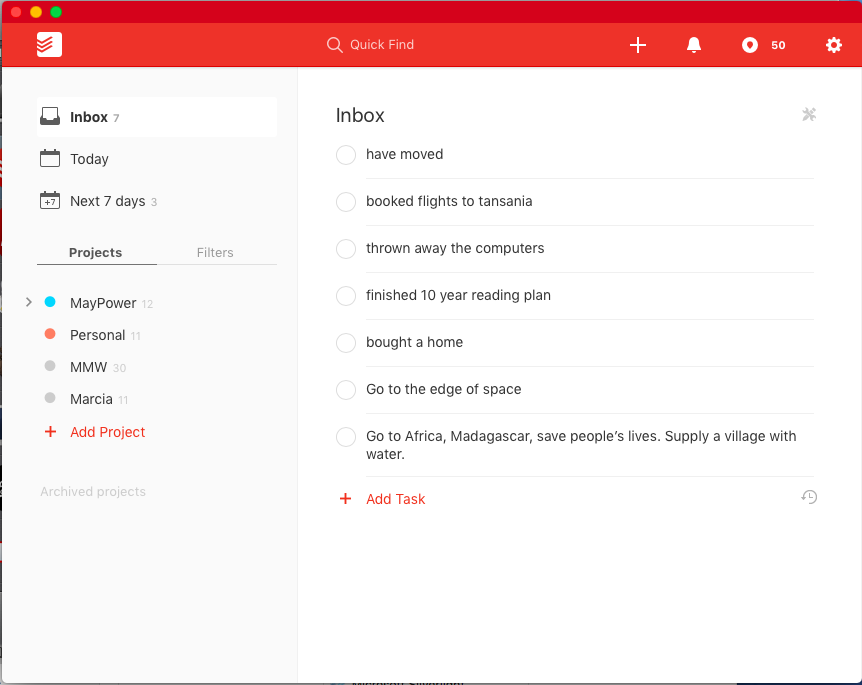 Quick Find
50
Inbox 7
Today
+7
Next 7 days 3
Projects
Filters
MayPower 12
Personal 11
MMW 30
Marcia 11
+ Add Project
Archived projects
Inbox
have moved
booked flights to tansania
thrown away the computers
finished 10 year reading plan
bought a home
Go to the edge of space
Go to Africa, Madagascar, save people’s lives. Supply a village with
water.
+ Add Task